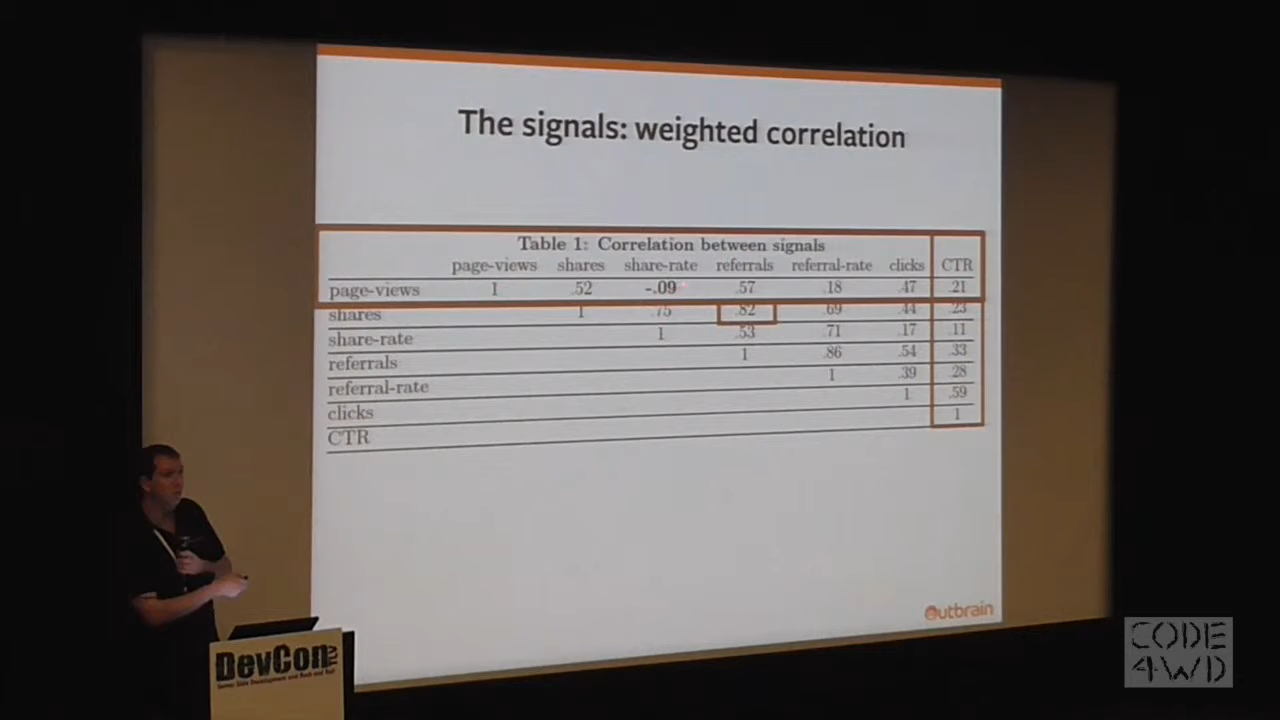 The signals: weighted correlation
Table 1: Correlation between signals
page-views shares share-rate referrals referral-rate clicks CTR
page-views 1 .52 -.09 .57 .18 .47 .21
shares 1 .75 .82 .69 .44 .23
share-rate 1 .53 .71 .17 .11
referrals 1 .86 .54 .33
referral-rate 1 .39 .28
clicks 1 .59
CTR 1
Outbrain
DevCon TLV
CODE
4WD